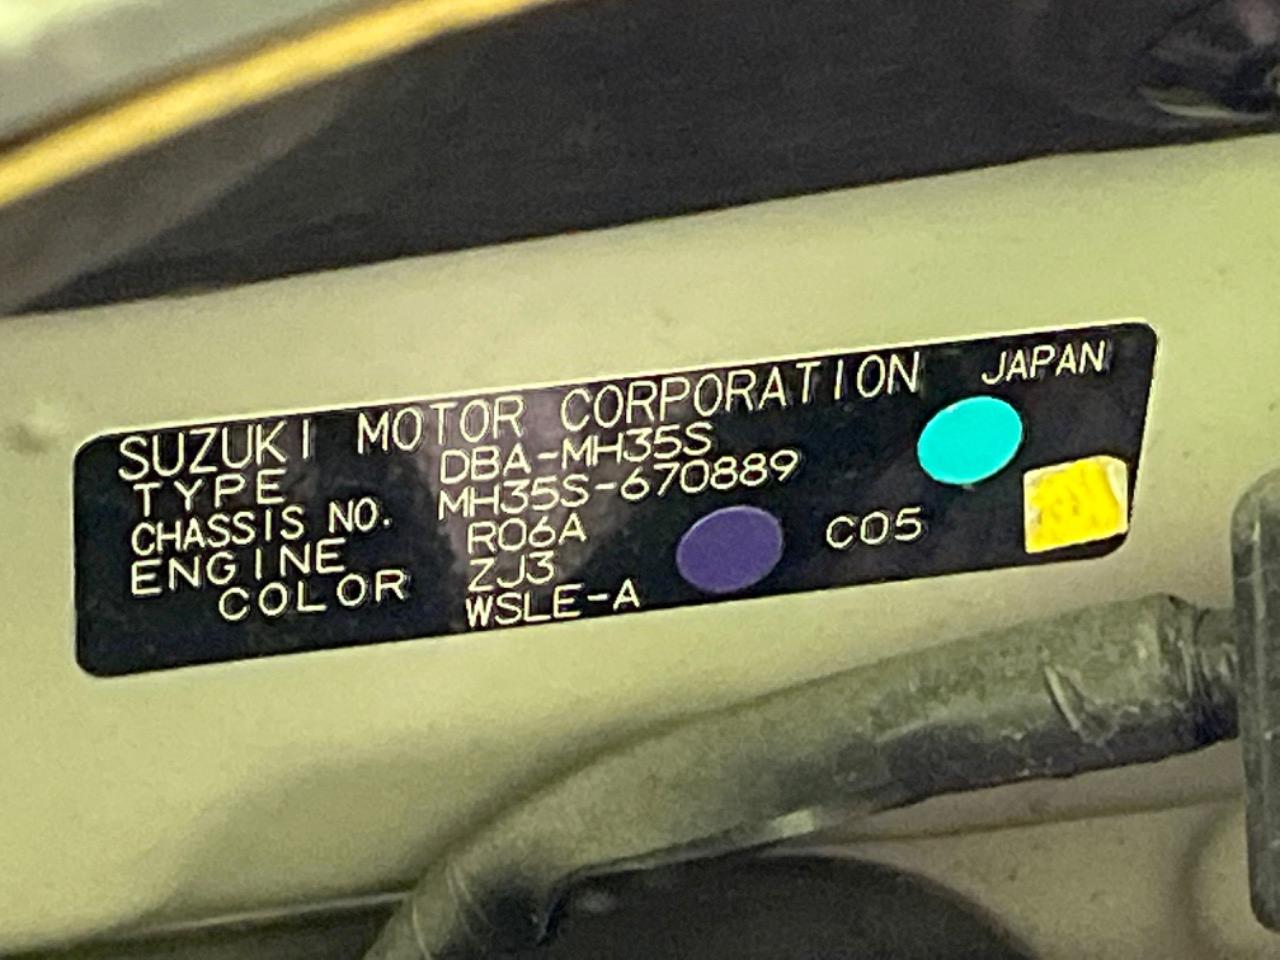 SUZUKI MOTOR CORPORATION JAPAN
TYPE DBA-MH35S
CHASSIS NO. MH35S-670889
ENGINE R06A
COLOR ZJ3 C05
WSLE-A